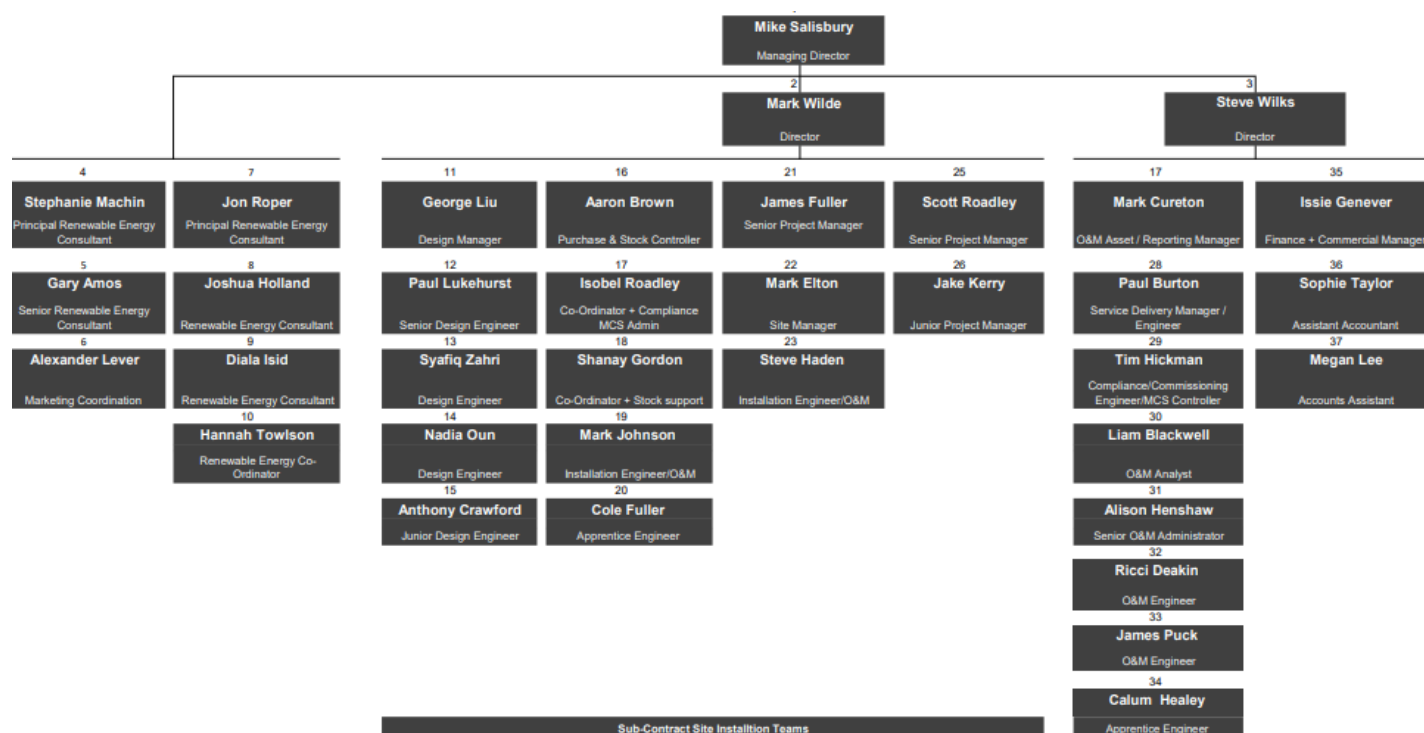 Mike Salisbury
Managing Director
2
Mark Wilde
Director
3
Steve Wilks
Director
4
Stephanie Machin
Principal Renewable Energy
Consultant
5
Gary Amos
Senior Renewable Energy
Consultant
6
Alexander Lever
Marketing Coordination
7
Jon Roper
Principal Renewable Energy
Consultant
8
Joshua Holland
Renewable Energy Consultant
9
Diala Isid
Renewable Energy Consultant
10
Hannah Towlson
Renewable Energy Co-
Ordinator
11
George Liu
Design Manager
12
Paul Lukehurst
Senior Design Engineer
13
Syafiq Zahri
Design Engineer
14
Nadia Oun
Design Engineer
15
Anthony Crawford
Junior Design Engineer
16
Aaron Brown
Purchase & Stock Controller
17
Isobel Roadley
Co-Ordinator + Compliance
MCS Admin
18
Shanay Gordon
Co-Ordinator + Stock support
19
Mark Johnson
Installation Engineer/O&M
20
Cole Fuller
Apprentice Engineer
21
James Fuller
Senior Project Manager
22
Mark Elton
Site Manager
23
Steve Haden
Installation Engineer/O&M
25
Scott Roadley
Senior Project Manager
26
Jake Kerry
Junior Project Manager
17
Mark Cureton
O&M Asset / Reporting Manager
28
Paul Burton
Service Delivery Manager /
Engineer
29
Tim Hickman
Compliance/Commissioning
Engineer/MCS Controller
30
Liam Blackwell
O&M Analyst
31
Alison Henshaw
Senior O&M Administrator
32
Ricci Deakin
O&M Engineer
33
James Puck
O&M Engineer
34
Calum Healey
Apprentice Engineer
35
Issie Genever
Finance + Commercial Manager
36
Sophie Taylor
Assistant Accountant
37
Megan Lee
Accounts Assistant
Sub-Contract Site Installtion Teams